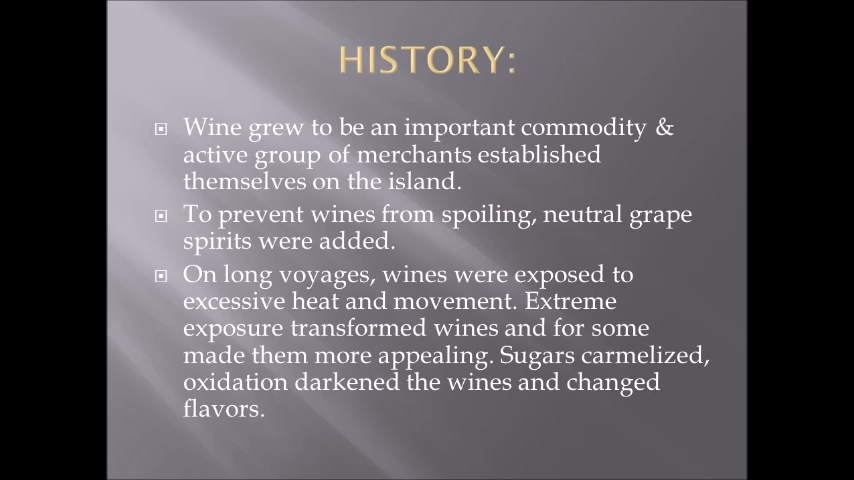 HISTORY:
Wine grew to be an important commodity &
active group of merchants established
themselves on the island.
To prevent wines from spoiling, neutral grape
spirits were added.
On long voyages, wines were exposed to
excessive heat and movement. Extreme
exposure transformed wines and for some
made them more appealing. Sugars carmelized,
oxidation darkened the wines and changed
flavors.